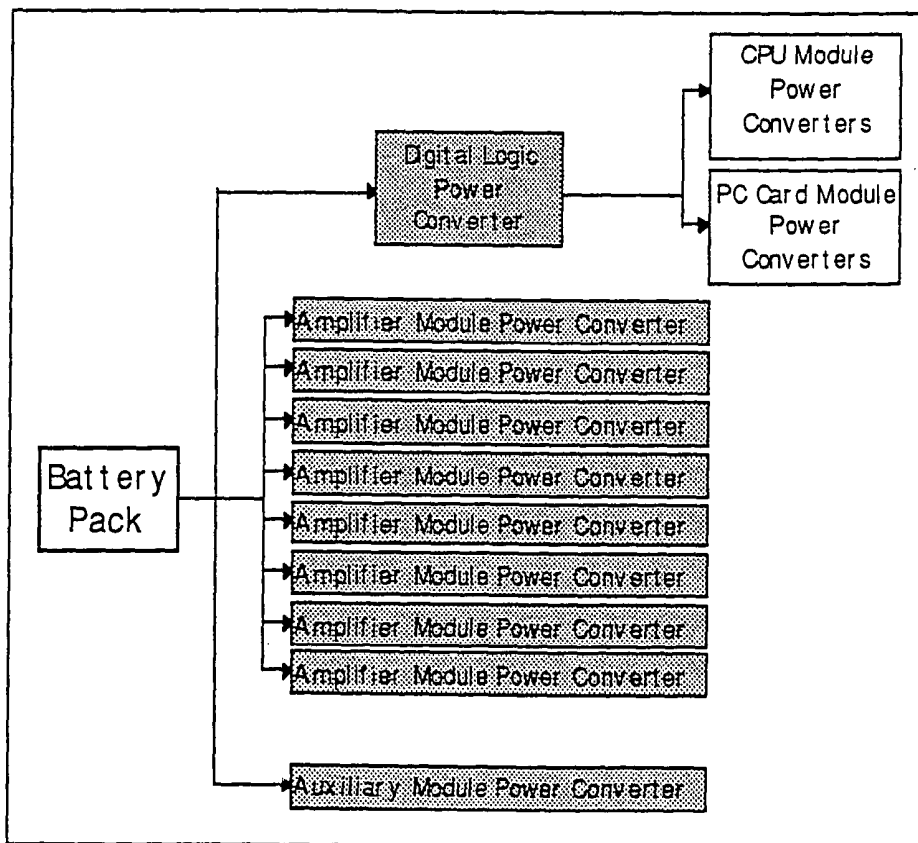 CPU Module
Power
Converters
Digital Logic
Power
Converter
PC Card Module
Power
Converters
Amplifier Module Power Converter
Amplifier Module Power Converter
Amplifier Module Power Converter
Amplifier Module Power Converter
Amplifier Module Power Converter
Amplifier Module Power Converter
Amplifier Module Power Converter
Amplifier Module Power Converter
Battery
Pack
Auxiliary Module Power Converter